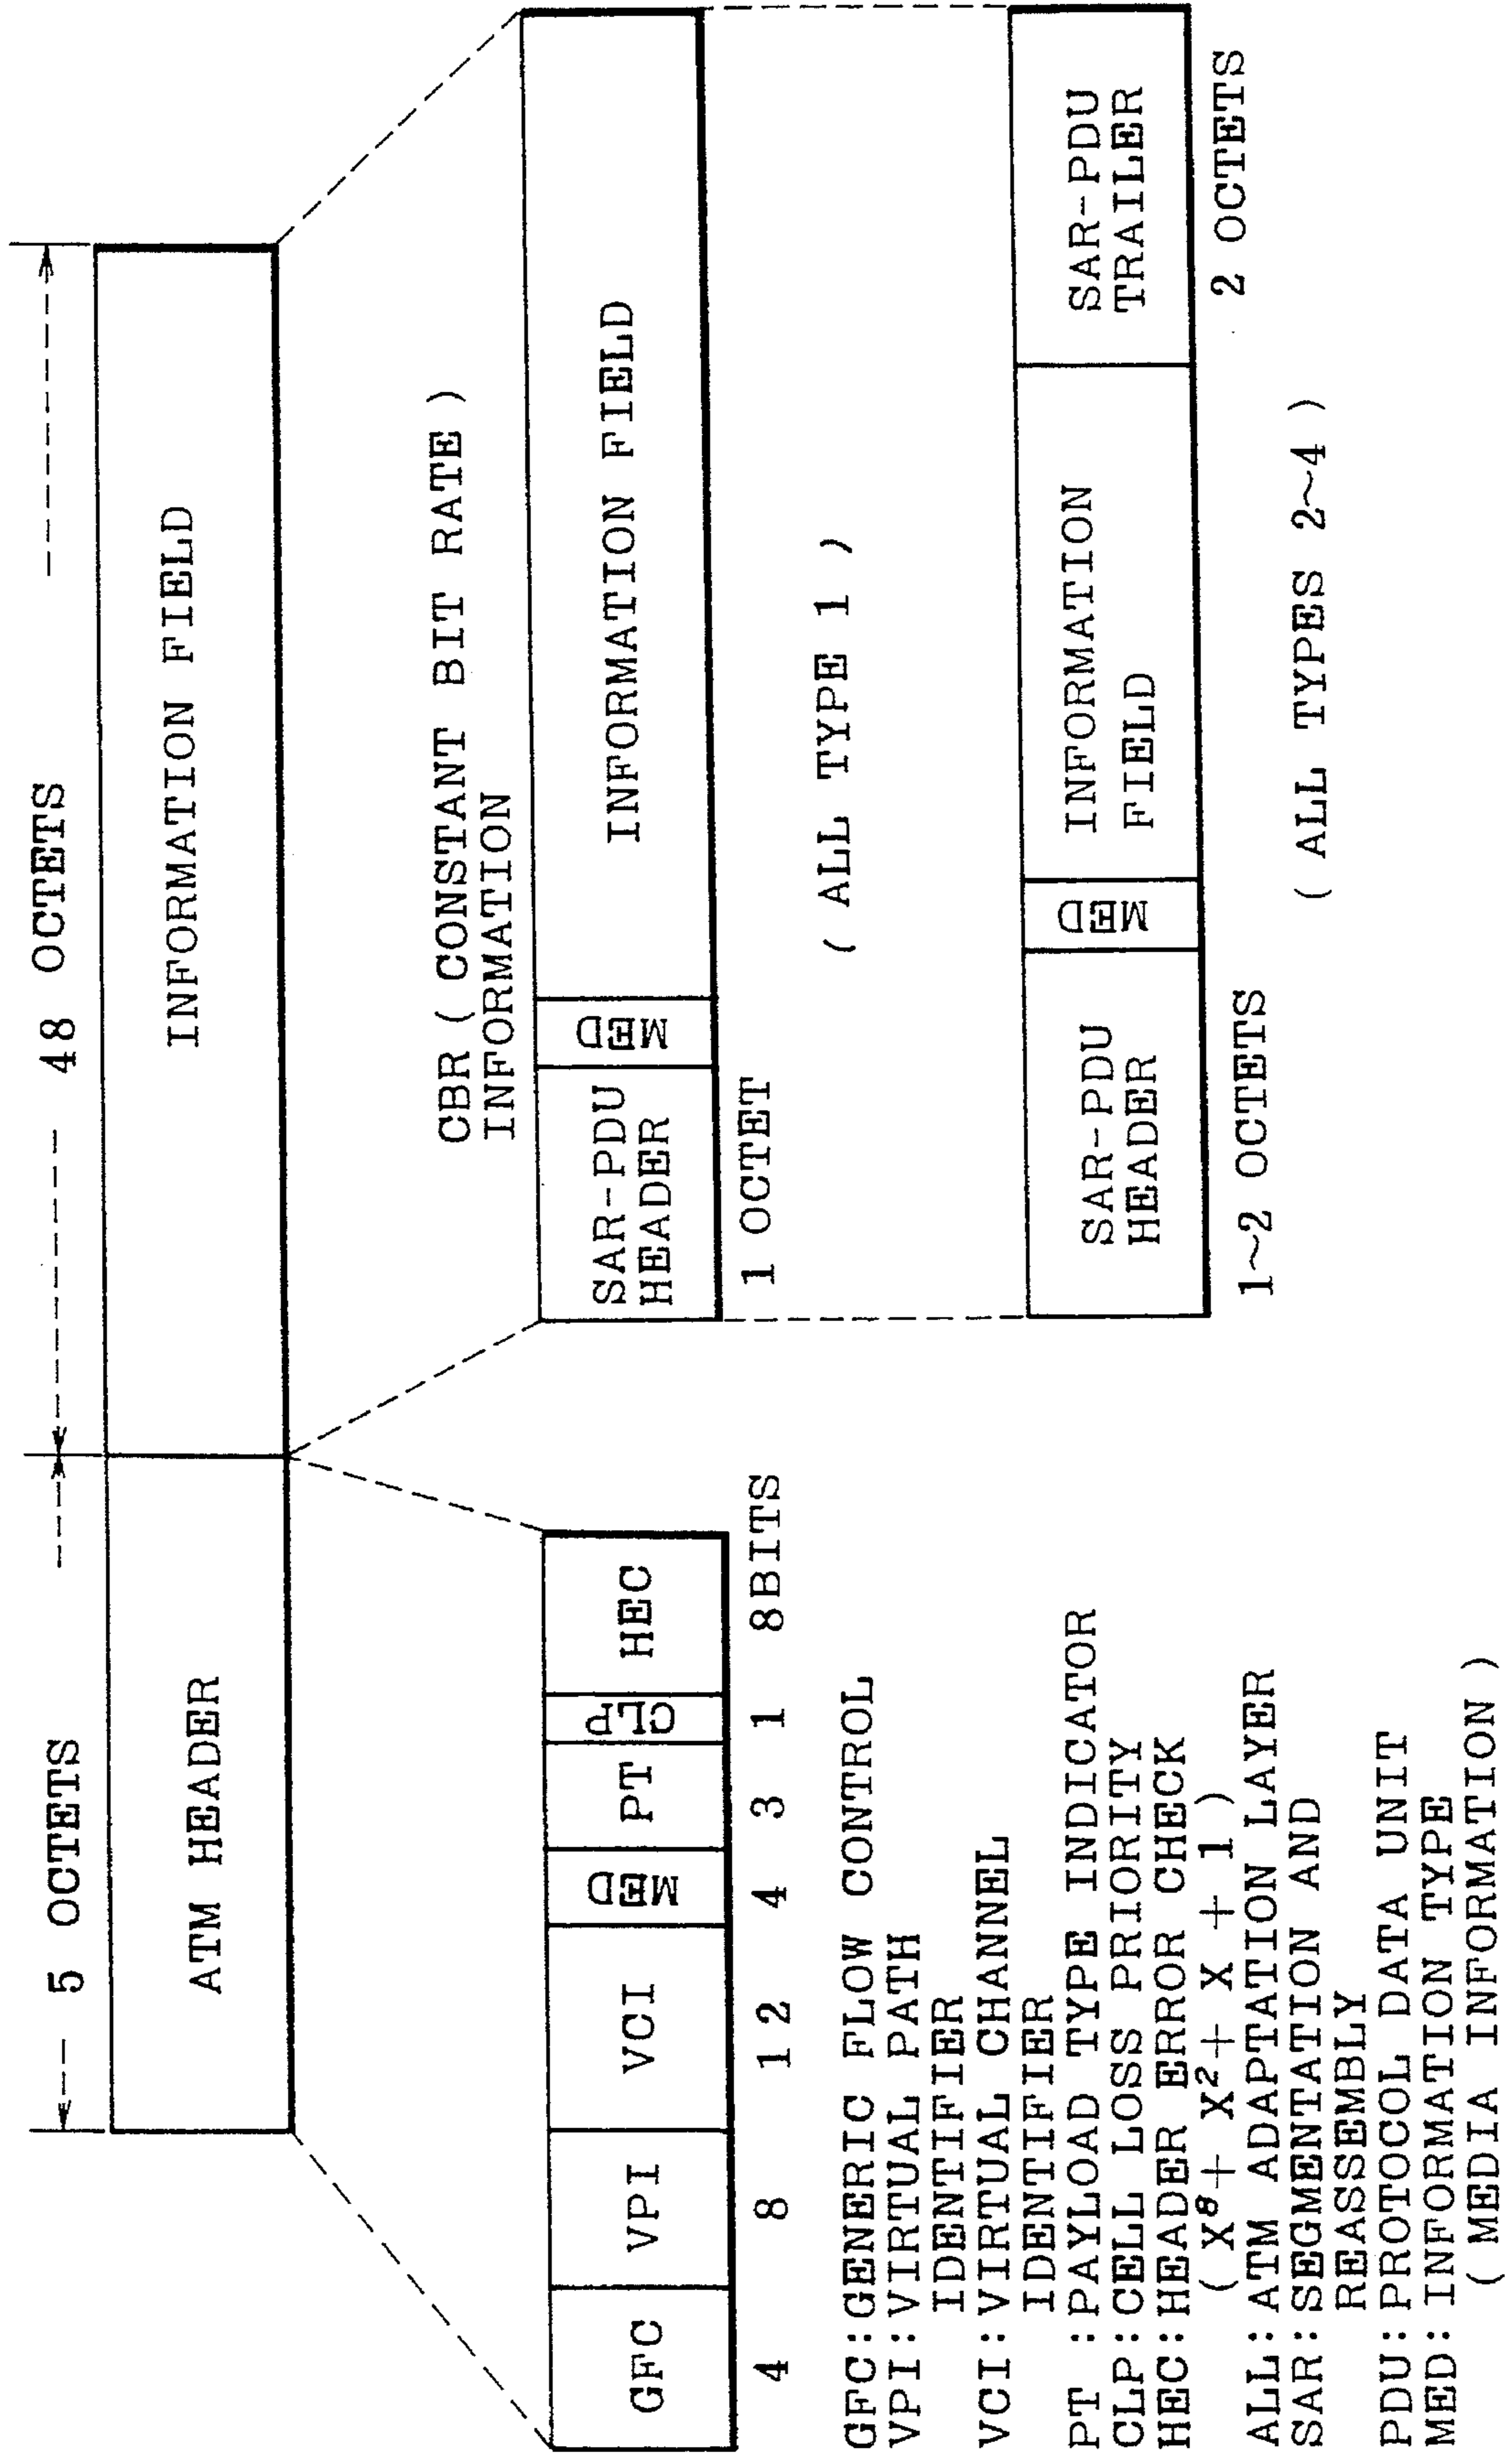 5 OCTETS
48 OCTETS
ATM HEADER
INFORMATION FIELD
GFC
VPI
VCI
MED
PT
CLP
HEC
4
8
12
4
3
1
8BITS
CBR ( CONSTANT BIT RATE )
INFORMATION
SAR-PDU
HEADER
MED
INFORMATION FIELD
1 OCTET
( ALL TYPE 1 )
SAR-PDU
HEADER
MED
INFORMATION
FIELD
SAR-PDU
TRAILER
1~2 OCTETS
2 OCTETS
( ALL TYPES 2~4 )
GFC:GENERIC FLOW CONTROL
VPI:VIRTUAL PATH
IDENTIFIER
VCI:VIRTUAL CHANNEL
IDENTIFIER
PT :PAYLOAD TYPE INDICATOR
CLP:CELL LOSS PRIORITY
HEC:HEADER ERROR CHECK
( X⁸+ X²+ X + 1 )
ALL:ATM ADAPTATION LAYER
SAR:SEGMENTATION AND
REASSEMBLY
PDU:PROTOCOL DATA UNIT
MED:INFORMATION TYPE
( MEDIA INFORMATION )